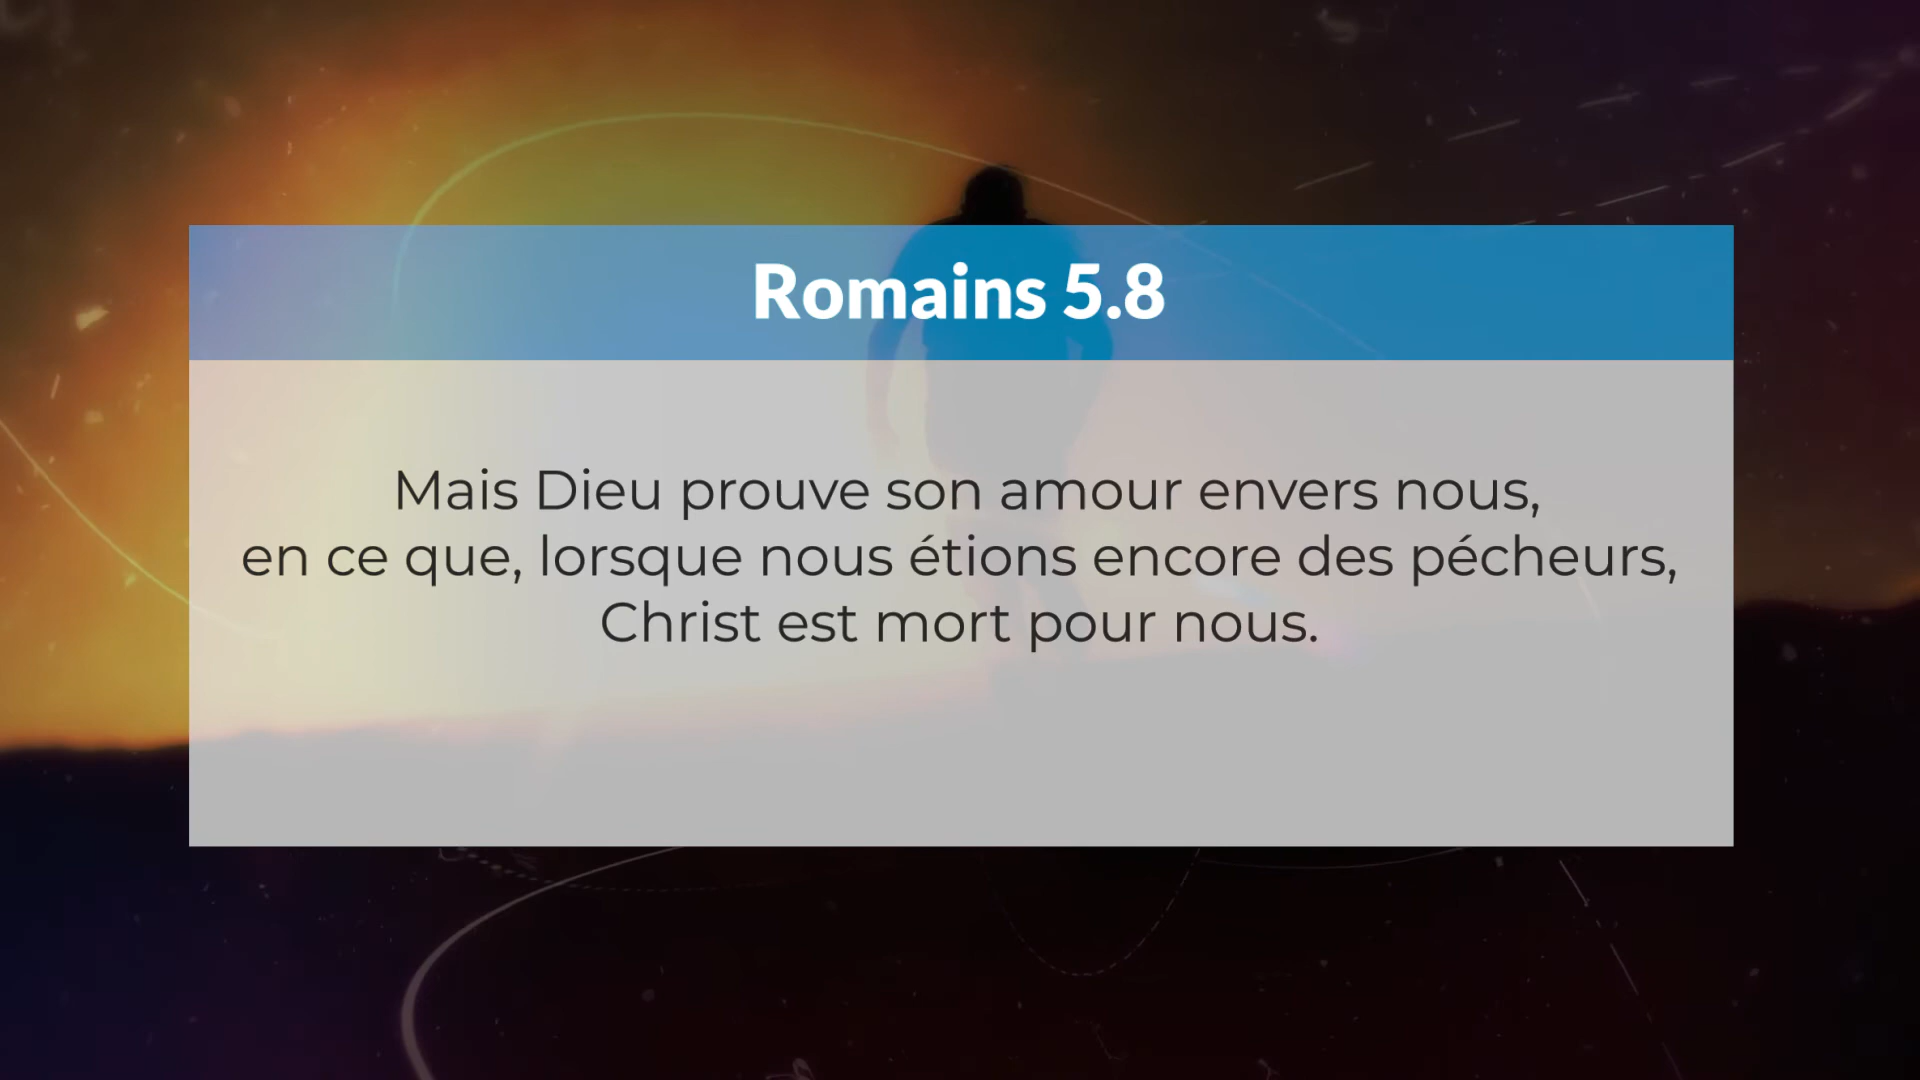 Romains 5.8
Mais Dieu prouve son amour envers nous,
en ce que, lorsque nous étions encore des pécheurs,
Christ est mort pour nous.